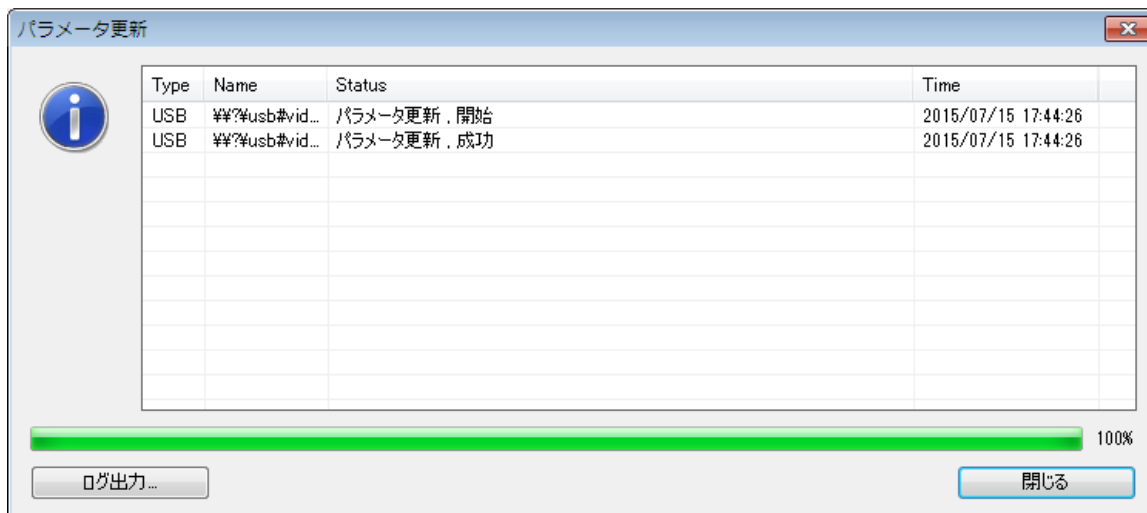 パラメータ更新
Type Name Status Time
USB ¥¥?¥usb#vid... パラメータ更新 , 開始 2015/07/15 17:44:26
USB ¥¥?¥usb#vid... パラメータ更新 , 成功 2015/07/15 17:44:26
100%
ログ出力... 閉じる